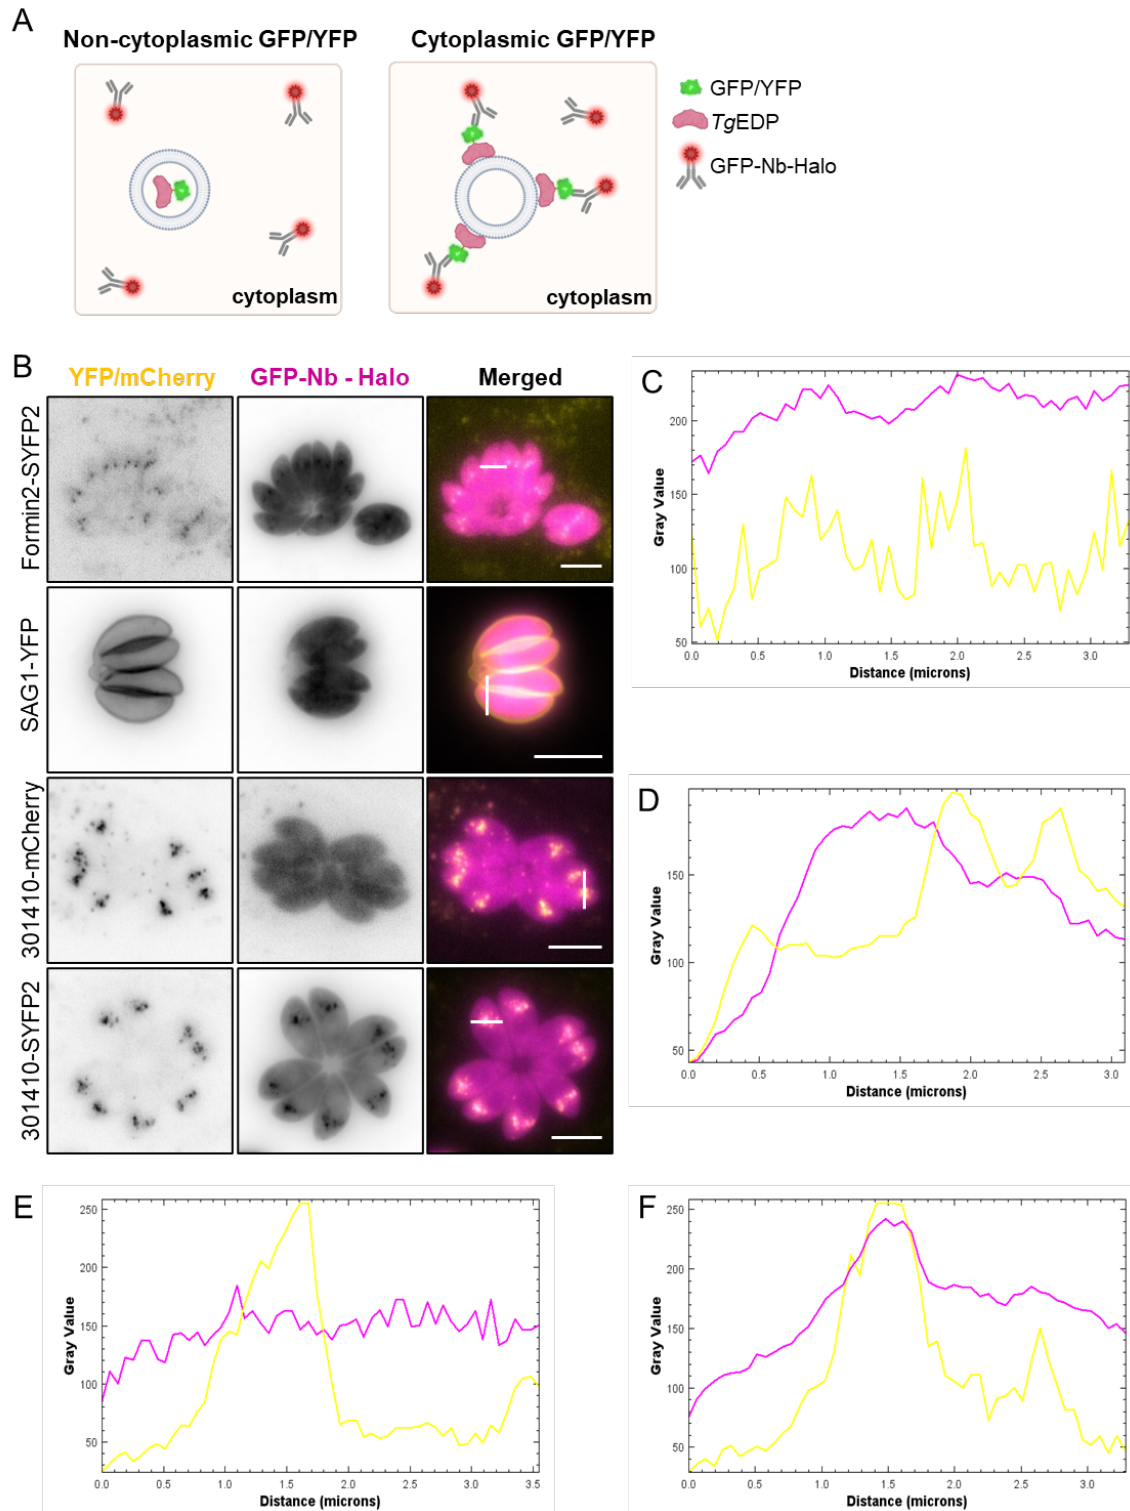 A
Non-cytoplasmic GFP/YFP
Cytoplasmic GFP/YFP
GFP/YFP
TgEDP
GFP-Nb-Halo
cytoplasm
cytoplasm
B
YFP/mCherry
GFP-Nb - Halo
Merged
Formin2-SYFP2
SAG1-YFP
301410-mCherry
301410-SYFP2
C
Gray Value
200
150
100
50
0.0 0.5 1.0 1.5 2.0 2.5 3.0
Distance (microns)
D
Gray Value
150
100
50
0.0 0.5 1.0 1.5 2.0 2.5 3.0
Distance (microns)
E
Gray Value
250
200
150
100
50
0.0 0.5 1.0 1.5 2.0 2.5 3.0 3.5
Distance (microns)
F
Gray Value
250
200
150
100
50
0.0 0.5 1.0 1.5 2.0 2.5 3.0
Distance (microns)